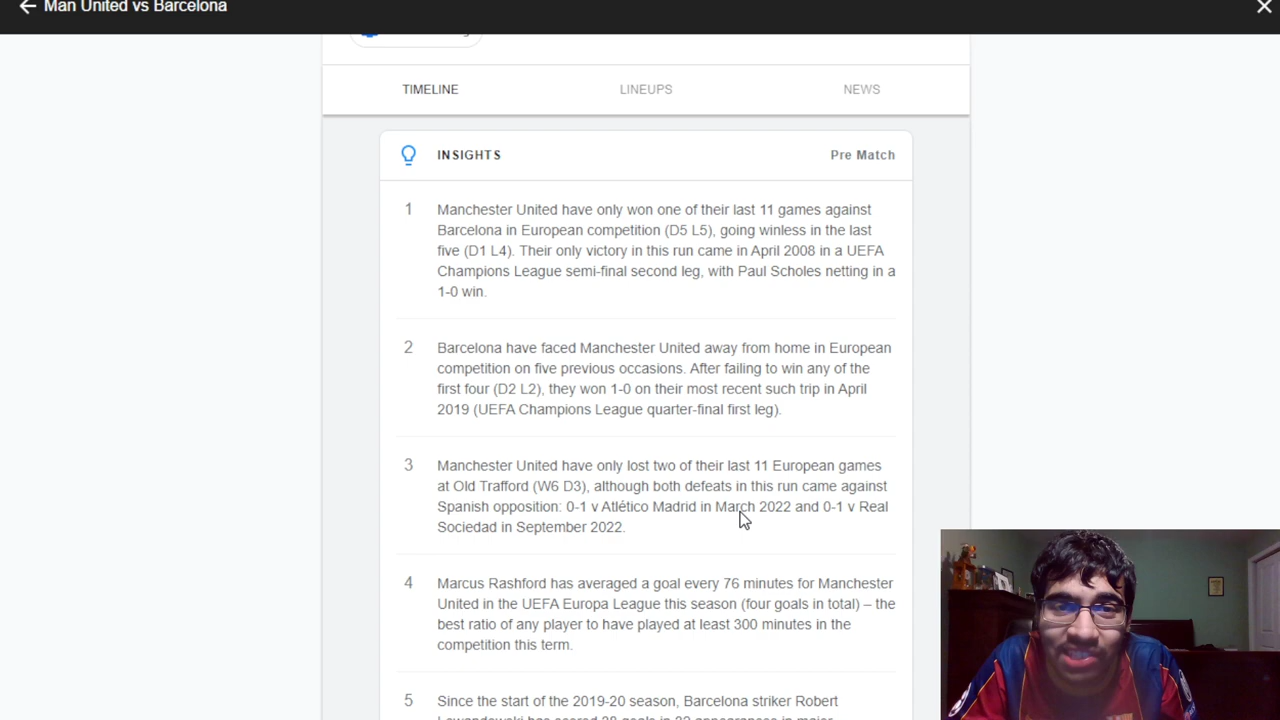 Man United vs Barcelona
TIMELINE LINEUPS NEWS
INSIGHTS Pre Match
1 Manchester United have only won one of their last 11 games against
Barcelona in European competition (D5 L5), going winless in the last
five (D1 L4). Their only victory in this run came in April 2008 in a UEFA
Champions League semi-final second leg, with Paul Scholes netting in a
1-0 win.
2 Barcelona have faced Manchester United away from home in European
competition on five previous occasions. After failing to win any of the
first four (D2 L2), they won 1-0 on their most recent such trip in April
2019 (UEFA Champions League quarter-final first leg).
3 Manchester United have only lost two of their last 11 European games
at Old Trafford (W6 D3), although both defeats in this run came against
Spanish opposition: 0-1 v Atlético Madrid in March 2022 and 0-1 v Real
Sociedad in September 2022.
4 Marcus Rashford has averaged a goal every 76 minutes for Manchester
United in the UEFA Europa League this season (four goals in total) – the
best ratio of any player to have played at least 300 minutes in the
competition this term.
5 Since the start of the 2019-20 season, Barcelona striker Robert